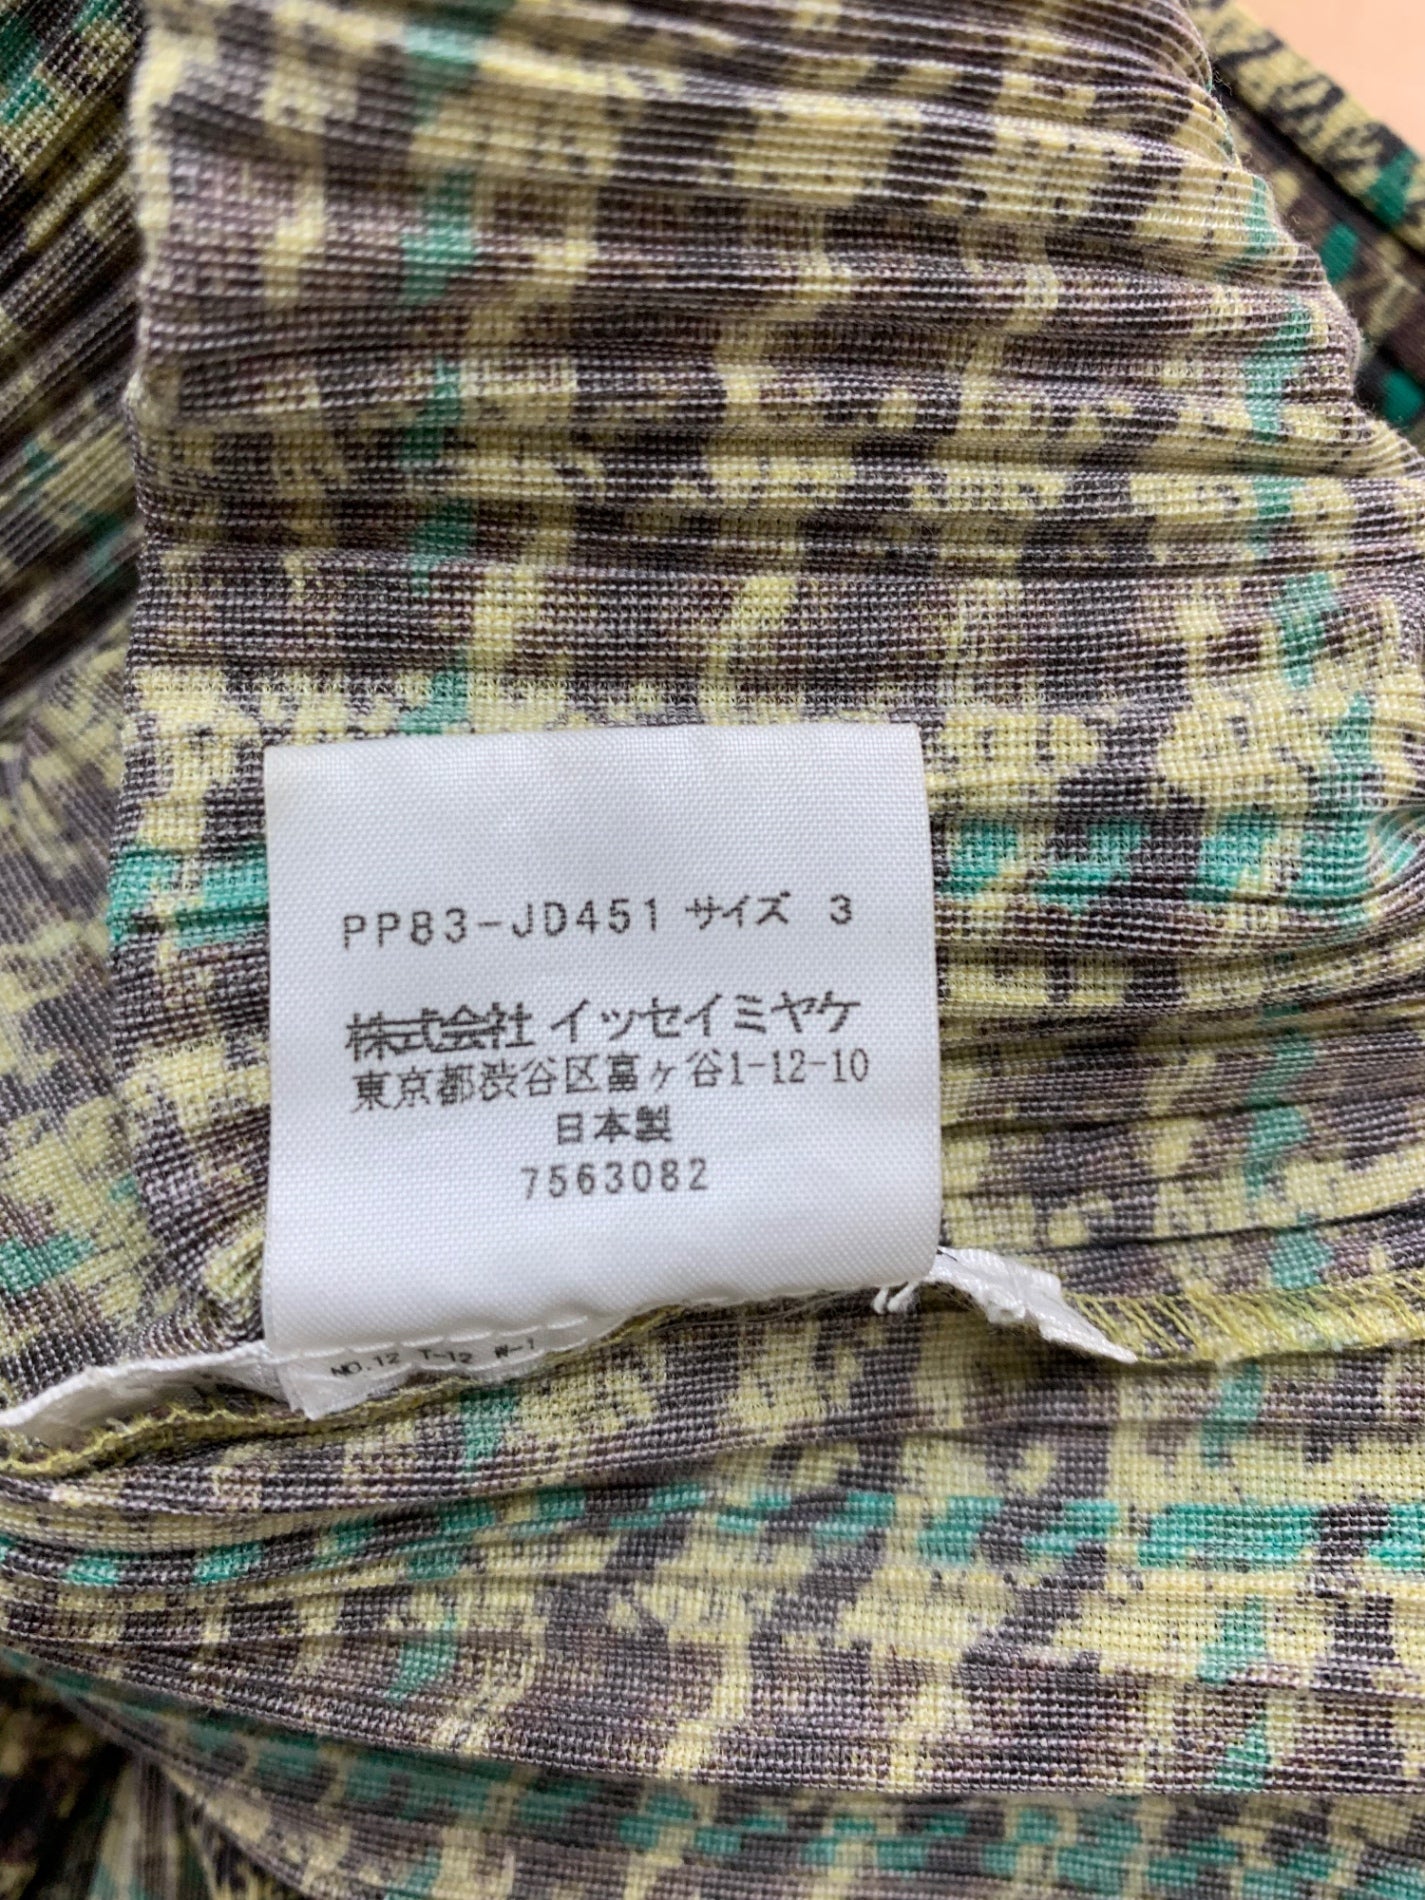 PP83-JD451 サイズ 3
株式会社 イッセイミヤケ
東京都渋谷区富ヶ谷1-12-10
日本製
7563082
NO.12 T-12 W-1